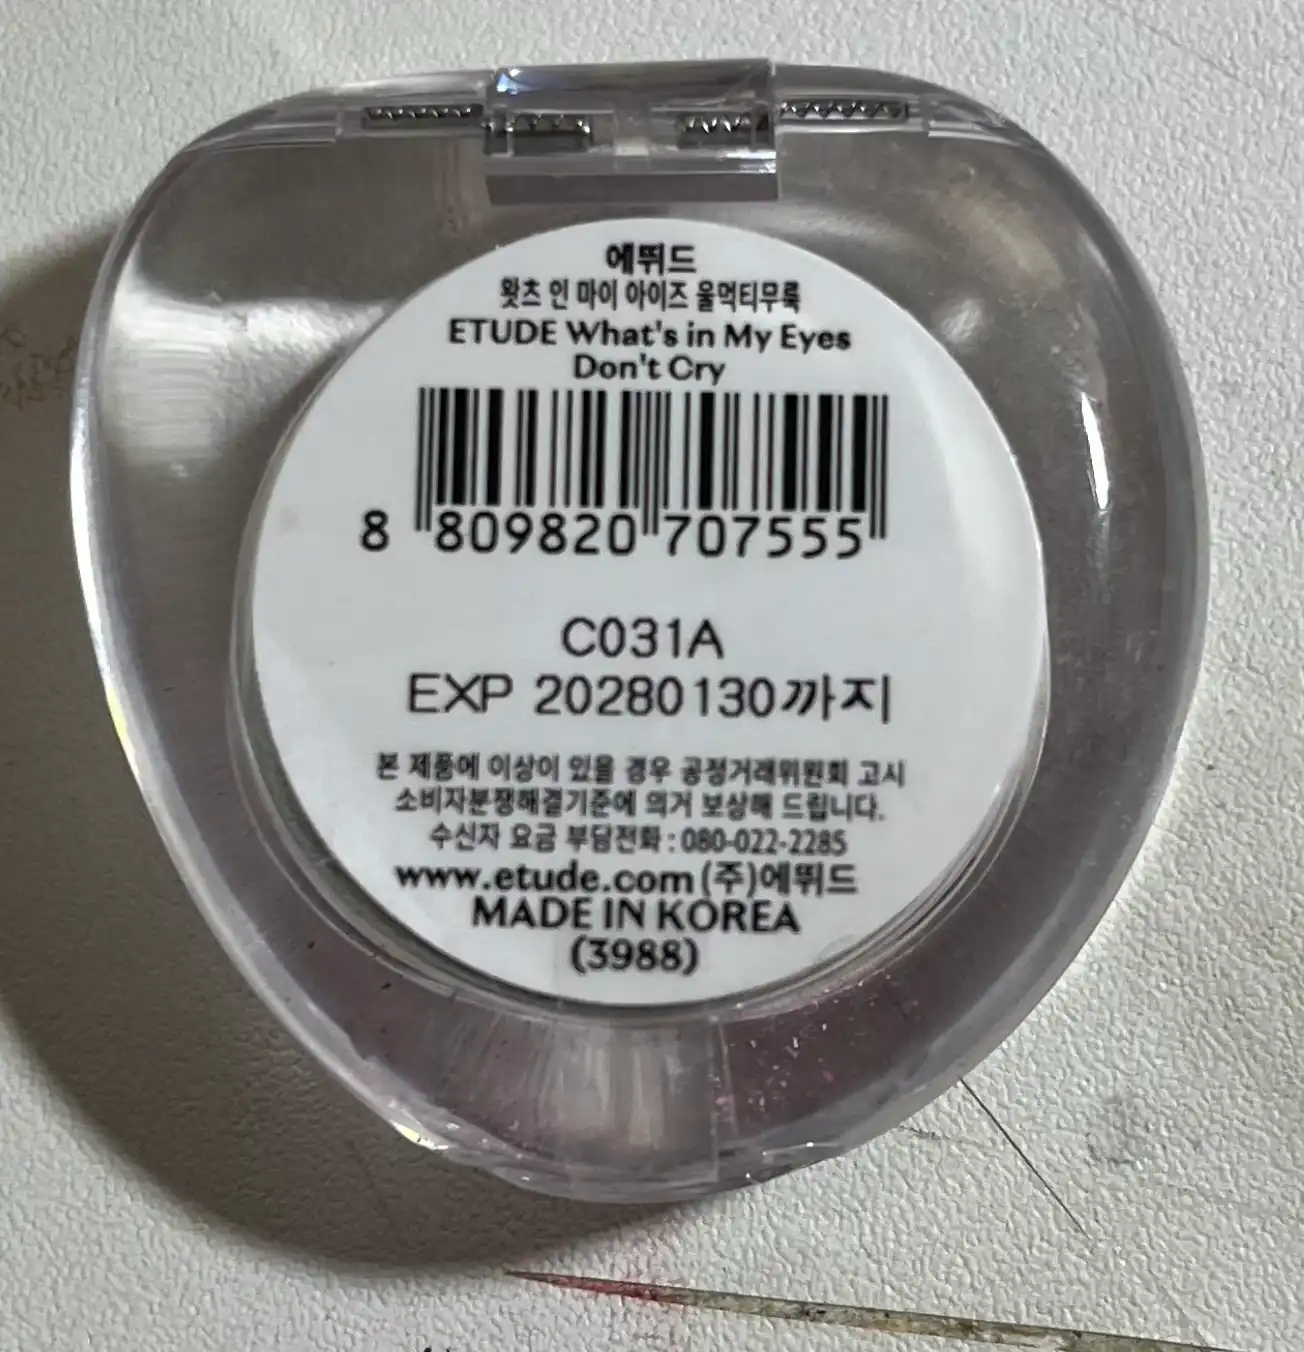 에뛰드
왓츠 인 마이 아이즈 울먹티무룩
ETUDE What's in My Eyes
Don't Cry
8 809820 707555
C031A
EXP 20280130까지
본 제품에 이상이 있을 경우 공정거래위원회 고시
소비자분쟁해결기준에 의거 보상해 드립니다.
수신자 요금 부담전화 : 080-022-2285
www.etude.com (주)에뛰드
MADE IN KOREA
(3988)